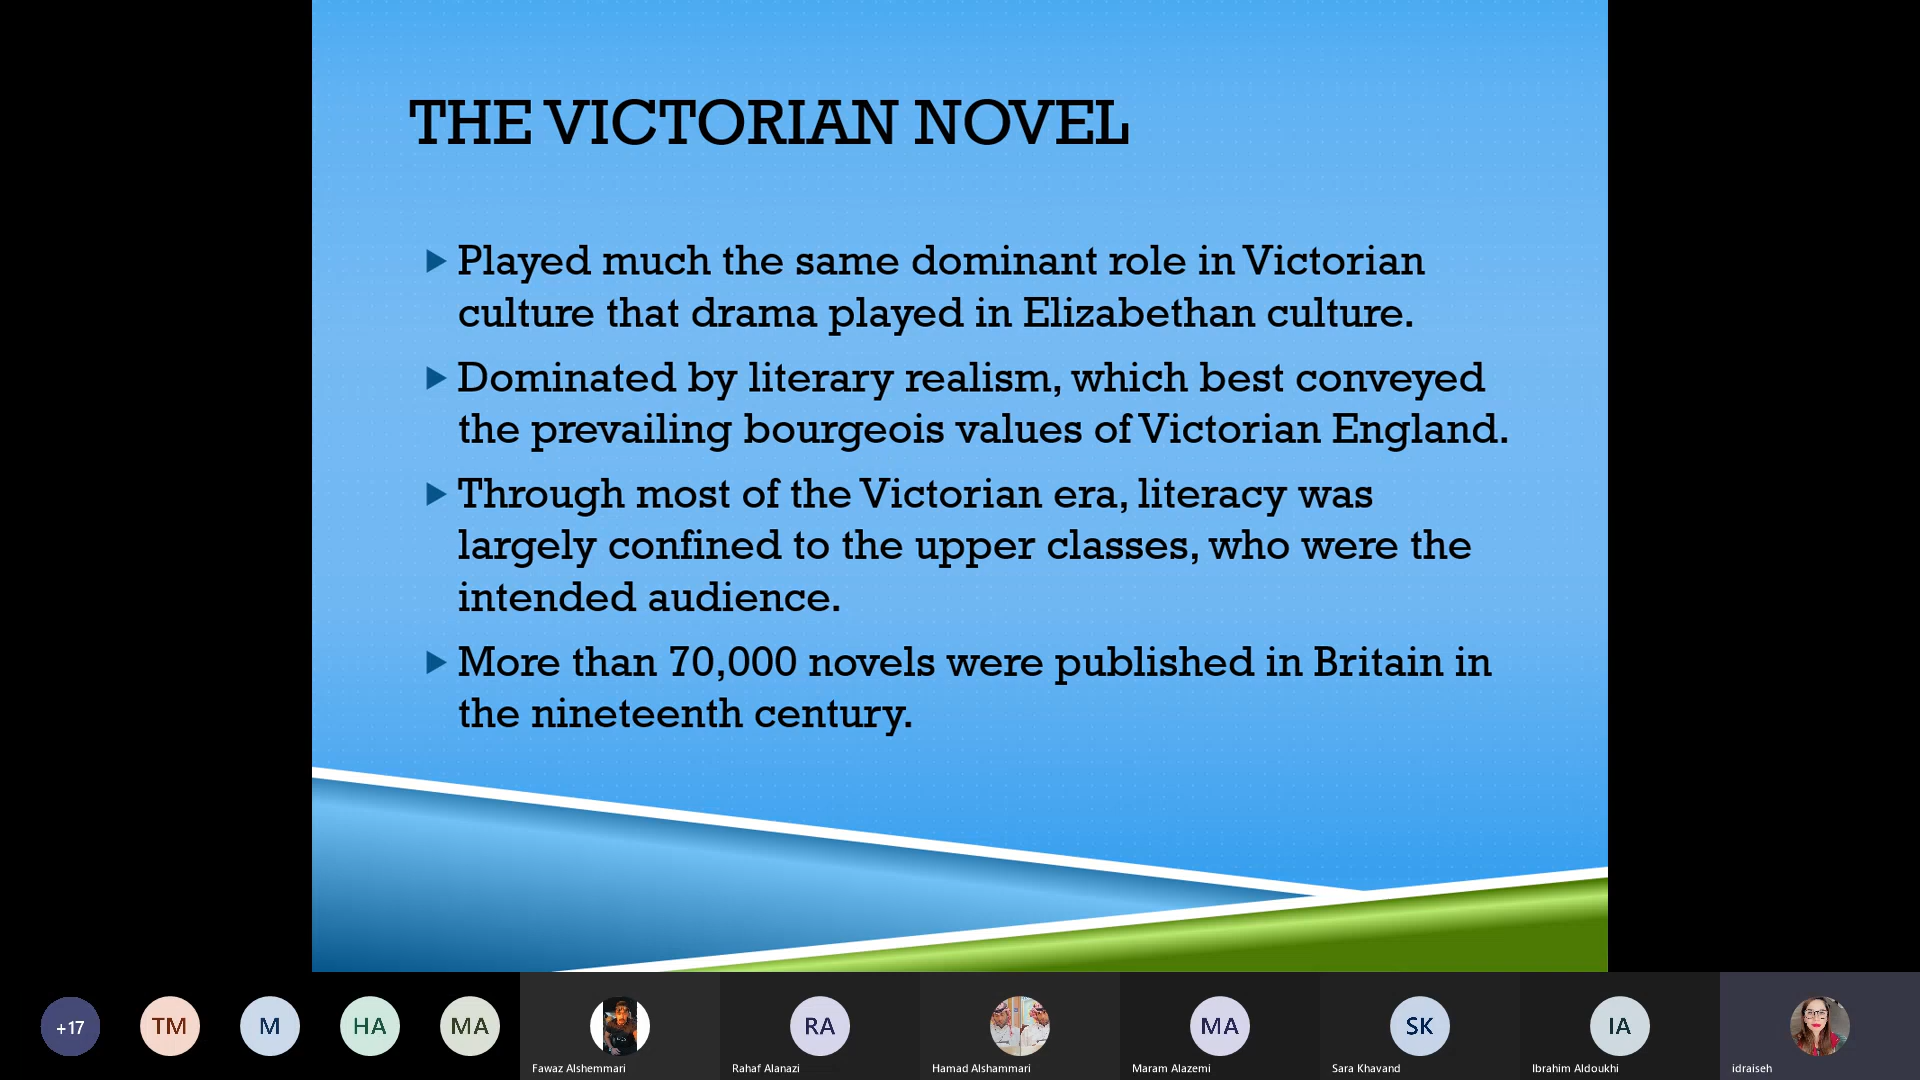 THE VICTORIAN NOVEL
Played much the same dominant role in Victorian
culture that drama played in Elizabethan culture.
Dominated by literary realism, which best conveyed
the prevailing bourgeois values of Victorian England.
Through most of the Victorian era, literacy was
largely confined to the upper classes, who were the
intended audience.
More than 70,000 novels were published in Britain in
the nineteenth century.
+17
TM
M
HA
MA
RA
MA
SK
IA
Fawaz Alshemmari
Rahaf Alanazi
Hamad Alshammari
Maram Alazemi
Sara Khavand
Ibrahim Aldoukhi
idraiseh